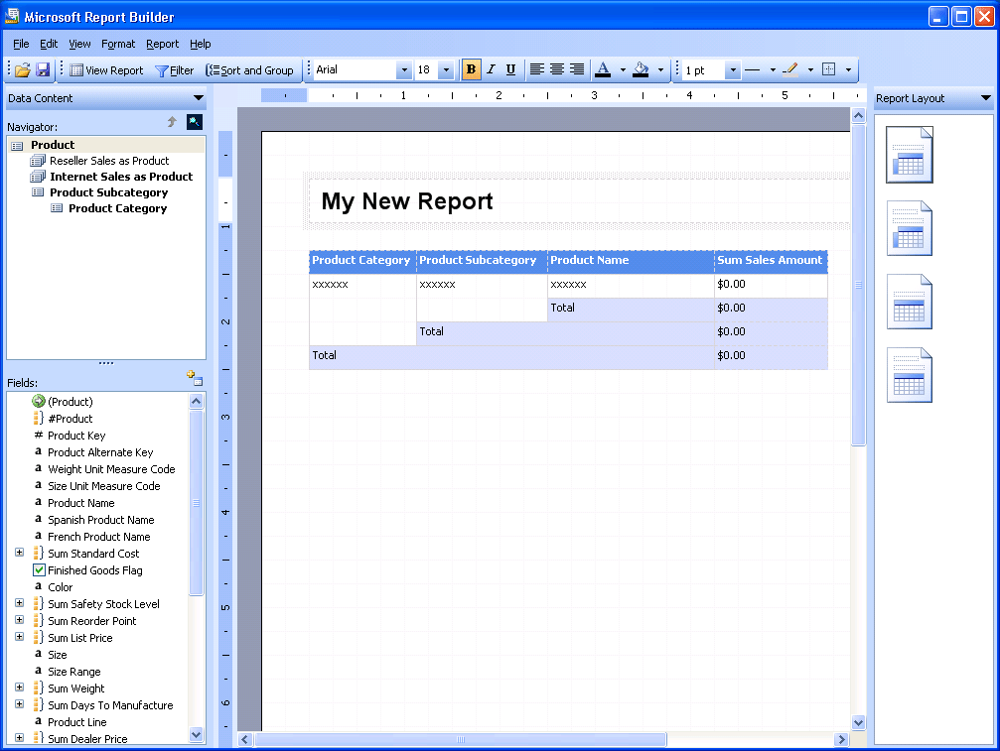 Microsoft Report Builder
File Edit View Format Report Help
View Report Filter Sort and Group Arial 18 B I U A 1 pt
Data Content
Navigator:
Product
Reseller Sales as Product
Internet Sales as Product
Product Subcategory
Product Category
Fields:
(Product)
#Product
# Product Key
a Product Alternate Key
a Weight Unit Measure Code
a Size Unit Measure Code
a Product Name
a Spanish Product Name
a French Product Name
Sum Standard Cost
Finished Goods Flag
a Color
Sum Safety Stock Level
Sum Reorder Point
Sum List Price
a Size
a Size Range
Sum Weight
Sum Days To Manufacture
a Product Line
Sum Dealer Price
1 2 3 4 5
1
2
3
4
5
6
My New Report
Product Category Product Subcategory Product Name Sum Sales Amount
xxxxxx xxxxxx xxxxxx $0.00
Total $0.00
Total $0.00
Total $0.00
Report Layout